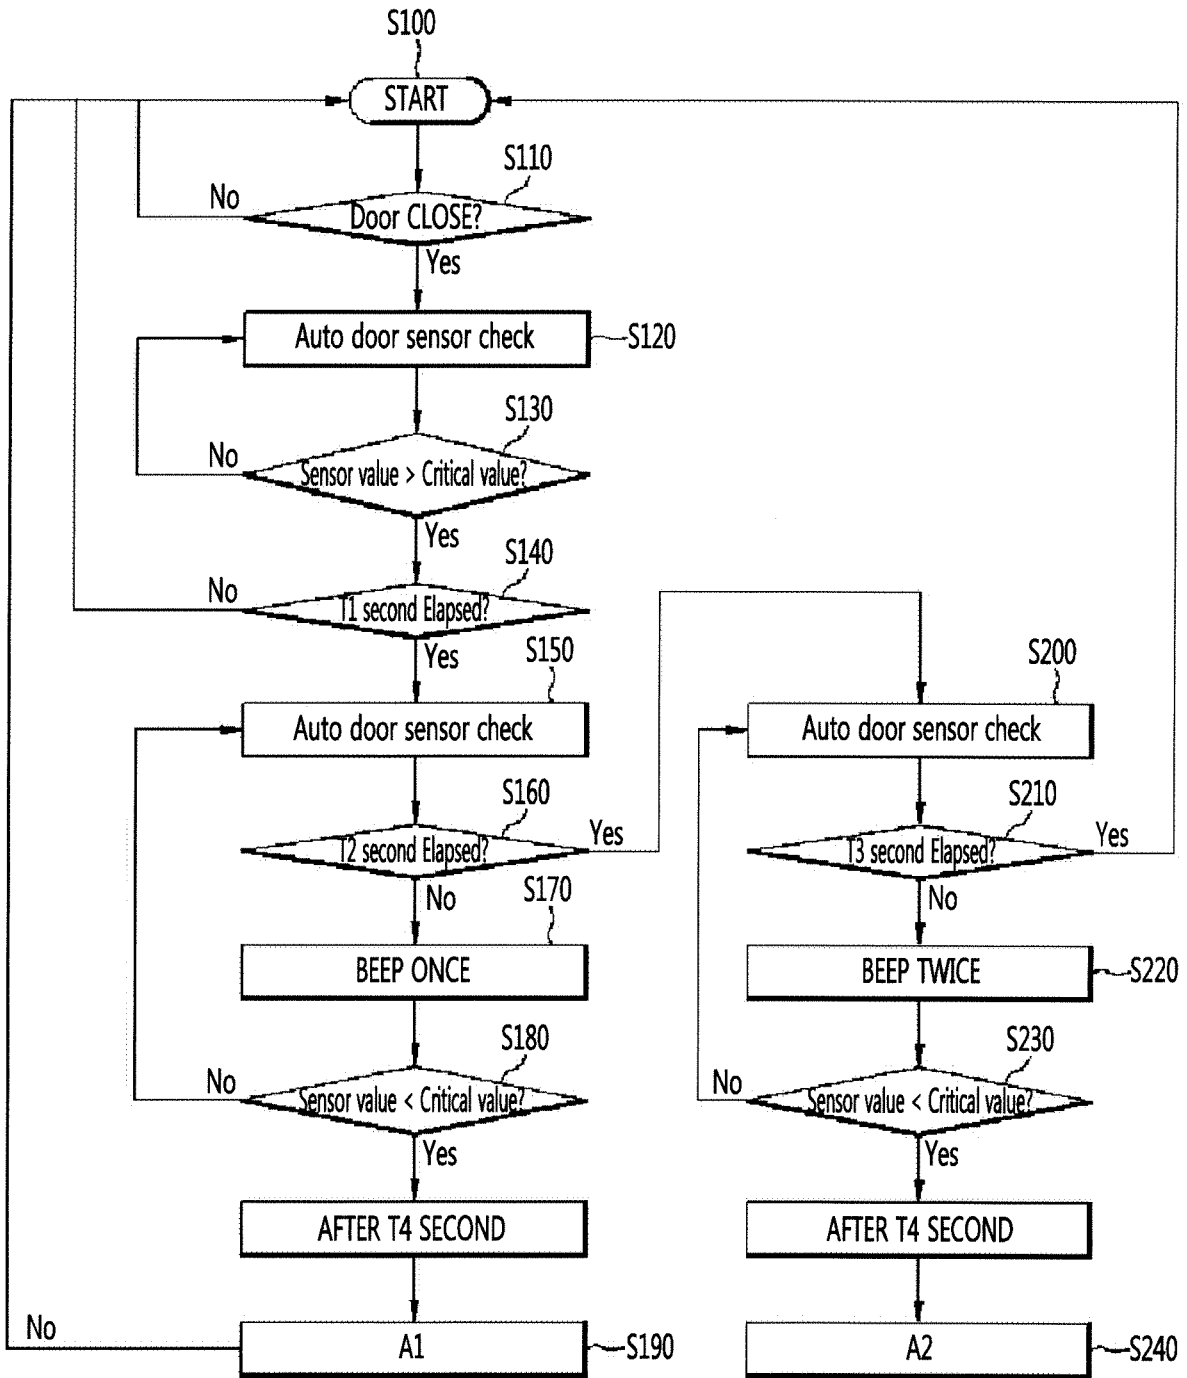 S100
START
S110
No
Door CLOSE?
Yes
Auto door sensor check
S120
S130
No
Sensor value > Critical value?
Yes
S140
No
T1 second Elapsed?
Yes
S150
Auto door sensor check
S160
T2 second Elapsed?
Yes
No
S170
BEEP ONCE
S180
No
Sensor value < Critical value?
Yes
AFTER T4 SECOND
No
A1
S190
S200
Auto door sensor check
S210
T3 second Elapsed?
Yes
No
BEEP TWICE
S220
S230
No
Sensor value < Critical value?
Yes
AFTER T4 SECOND
A2
S240